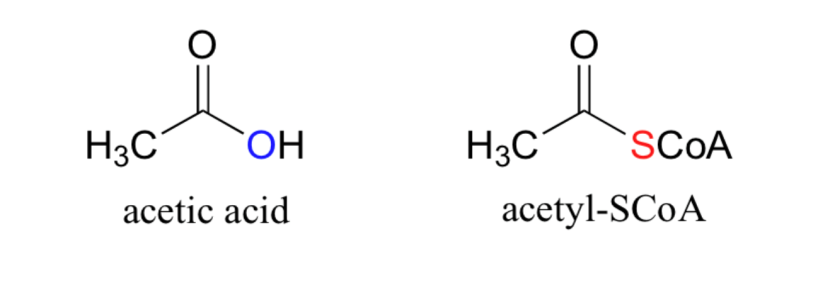 O O
H₃C OH H₃C SCoA
acetic acid acetyl-SCoA